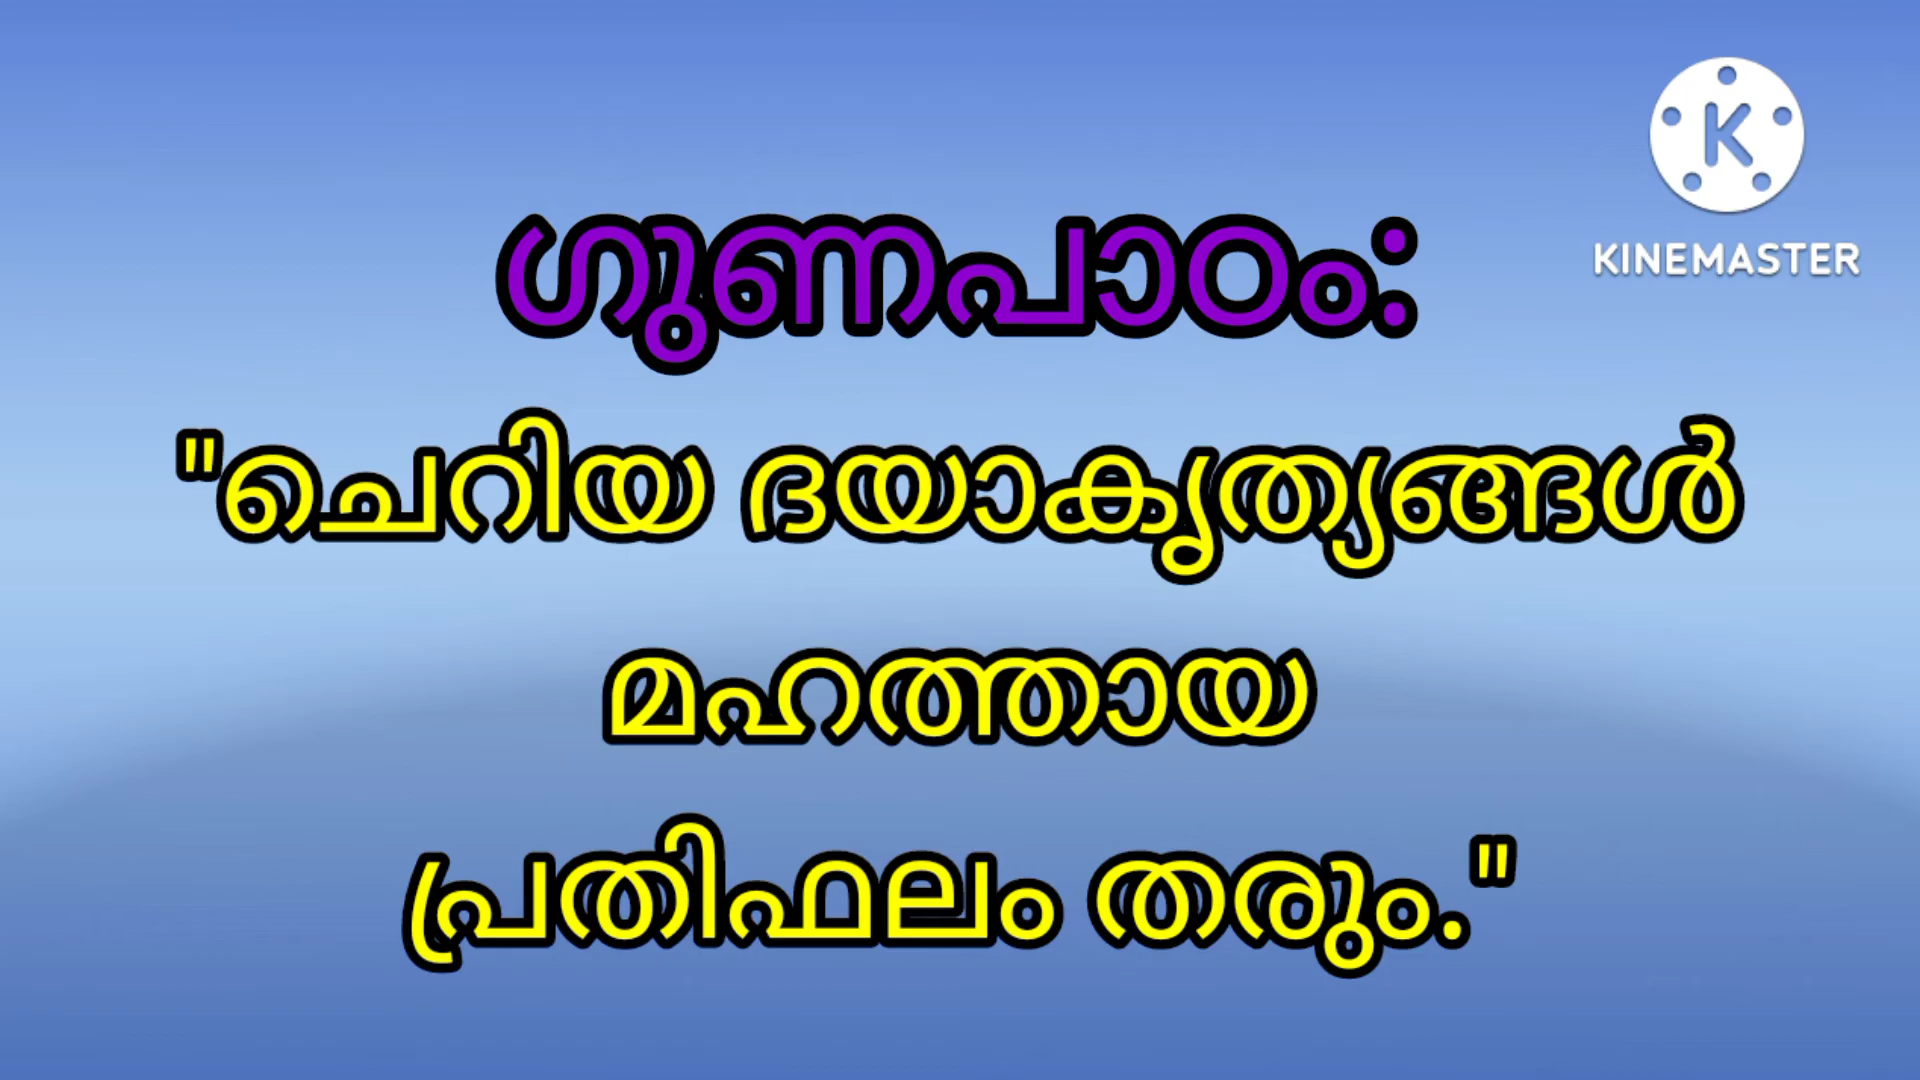 KINEMASTER
ഗുണപാഠം:
"ചെറിയ ദയാകൃത്യങ്ങൾ
മഹത്തായ
പ്രതിഫലം തരും."